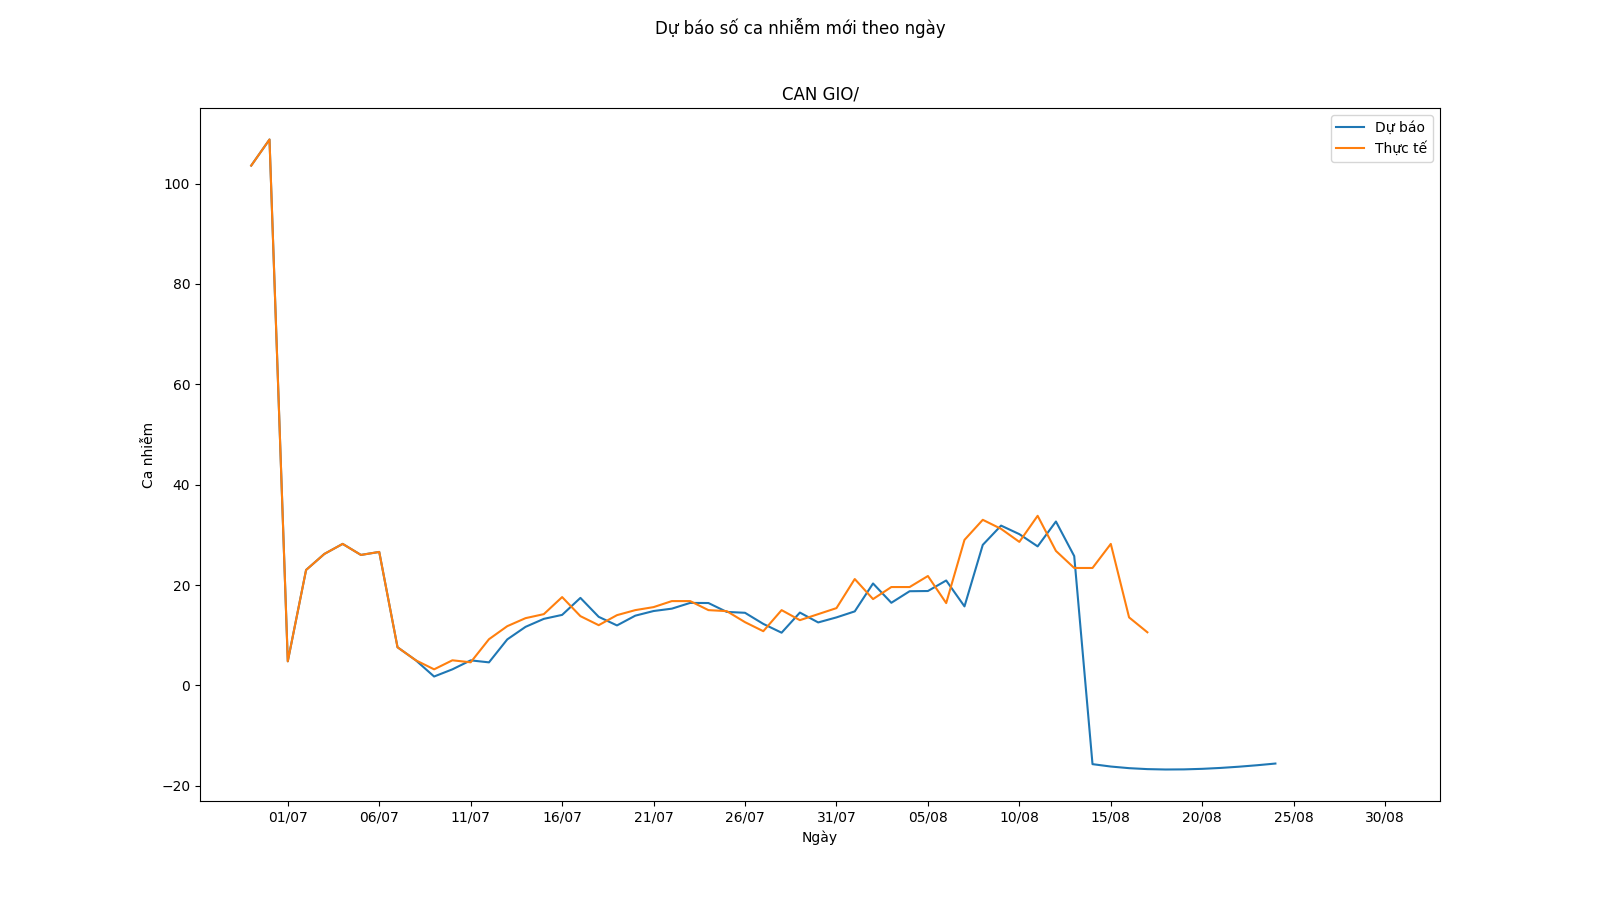 Dự báo số ca nhiễm mới theo ngày
CAN GIO/
Dự báo
Thực tế
100
80
60
40
20
0
−20
Ca nhiễm
01/07 06/07 11/07 16/07 21/07 26/07 31/07 05/08 10/08 15/08 20/08 25/08 30/08
Ngày